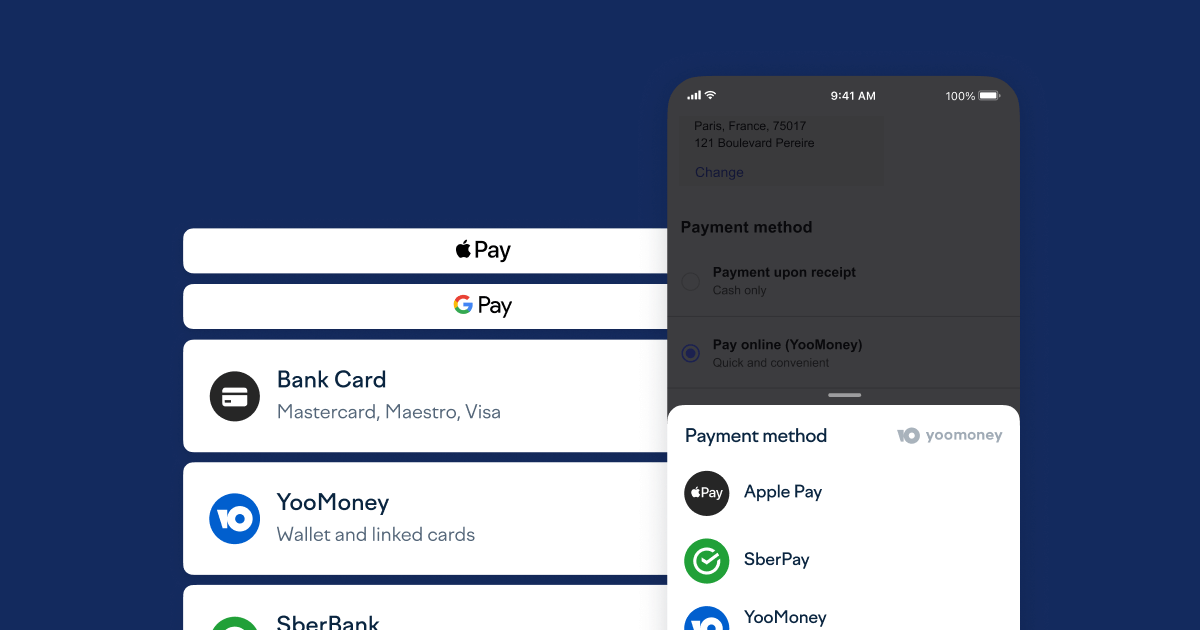 Pay
G Pay
Bank Card
Mastercard, Maestro, Visa
YooMoney
Wallet and linked cards
SberBank
9:41 AM
100%
Paris, France, 75017
121 Boulevard Pereire
Change
Payment method
Payment upon receipt
Cash only
Pay online (YooMoney)
Quick and convenient
Payment method
yoomoney
Pay
Apple Pay
SberPay
YooMoney